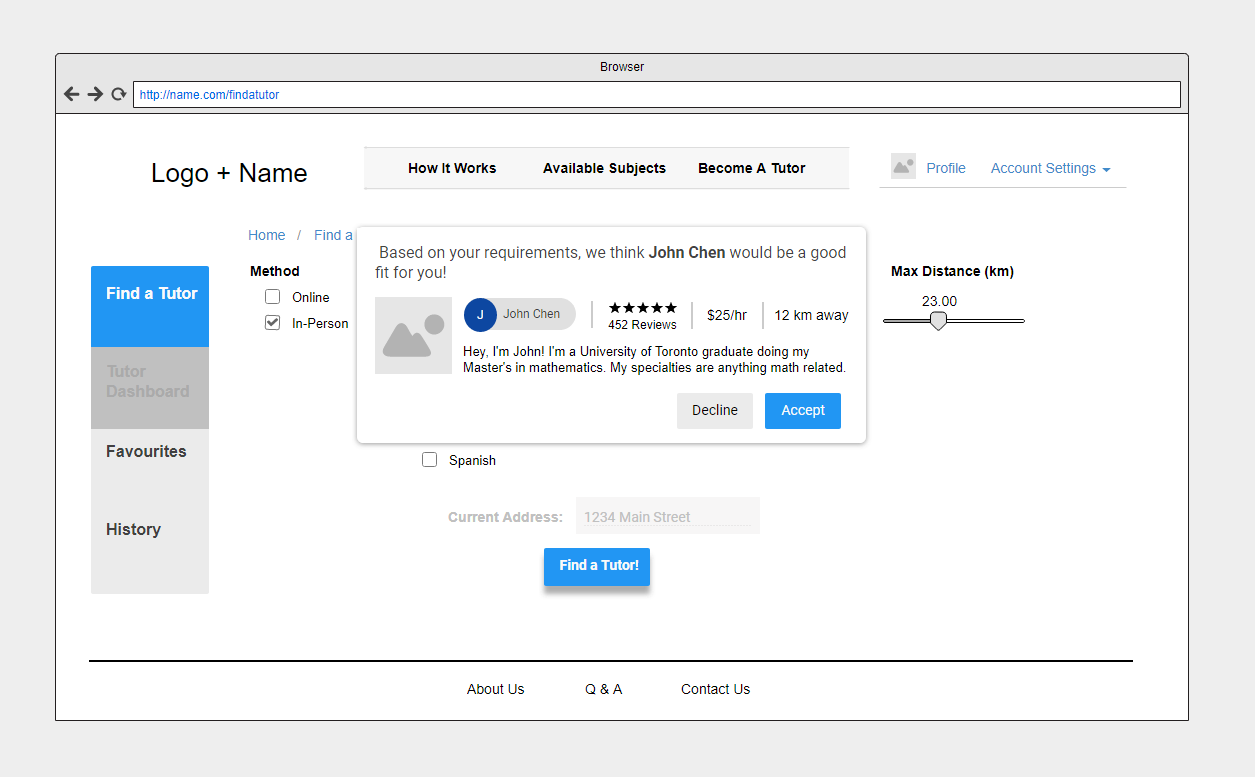 Browser
http://name.com/findatutor
Logo + Name
How It Works
Available Subjects
Become A Tutor
Profile
Account Settings
Home / Find a
Find a Tutor
Tutor
Dashboard
Favourites
History
Method
Online
In-Person
Based on your requirements, we think John Chen would be a good
fit for you!
J
John Chen
★★★★★
452 Reviews
$25/hr
12 km away
Hey, I'm John! I'm a University of Toronto graduate doing my
Master's in mathematics. My specialties are anything math related.
Decline
Accept
Max Distance (km)
23.00
Spanish
Current Address:
1234 Main Street
Find a Tutor!
About Us
Q & A
Contact Us